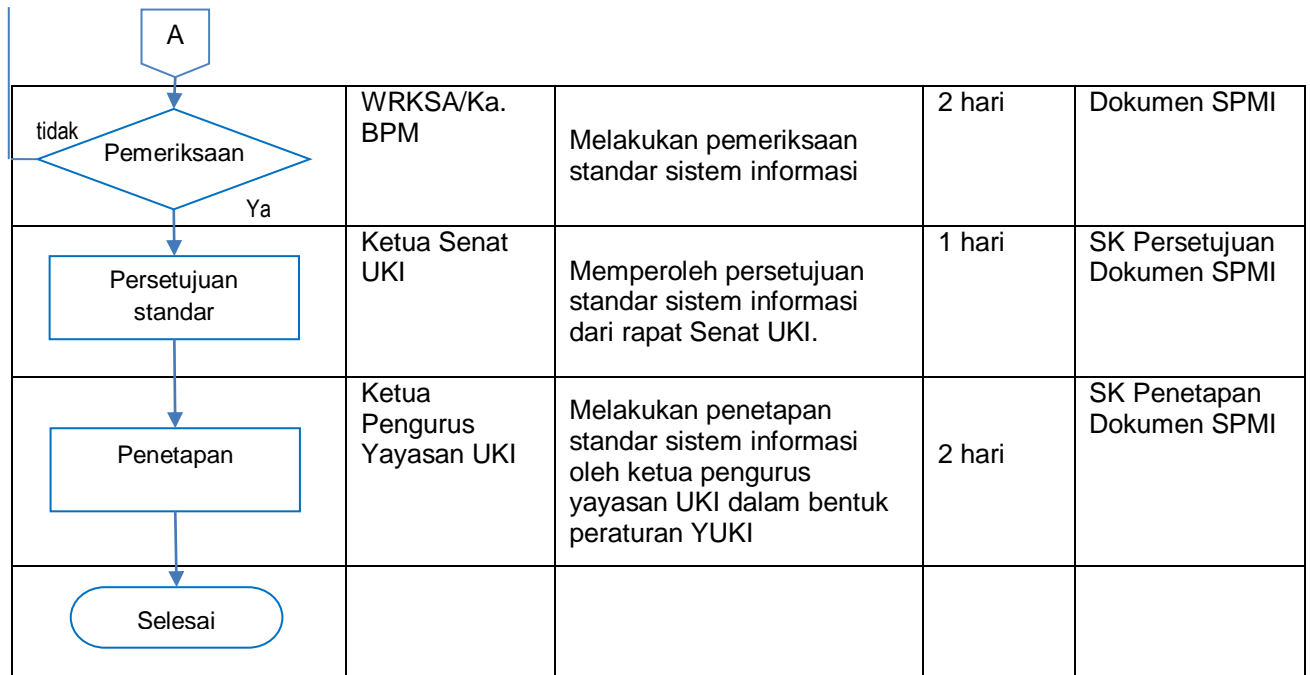 A
tidak
Pemeriksaan
Ya
WRKSA/Ka.
BPM
Melakukan pemeriksaan
standar sistem informasi
2 hari
Dokumen SPMI
Persetujuan
standar
Ketua Senat
UKI
Memperoleh persetujuan
standar sistem informasi
dari rapat Senat UKI.
1 hari
SK Persetujuan
Dokumen SPMI
Penetapan
Ketua
Pengurus
Yayasan UKI
Melakukan penetapan
standar sistem informasi
oleh ketua pengurus
yayasan UKI dalam bentuk
peraturan YUKI
2 hari
SK Penetapan
Dokumen SPMI
Selesai